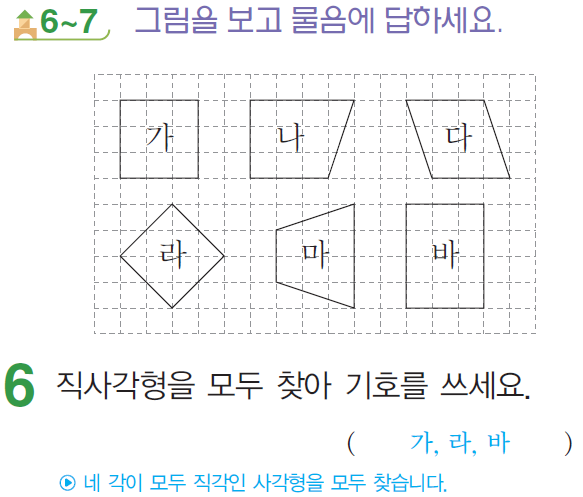 6~7 그림을 보고 물음에 답하세요.
가 나 다
라 마 바
6 직사각형을 모두 찾아 기호를 쓰세요.
( 가, 라, 바 )
네 각이 모두 직각인 사각형을 모두 찾습니다.